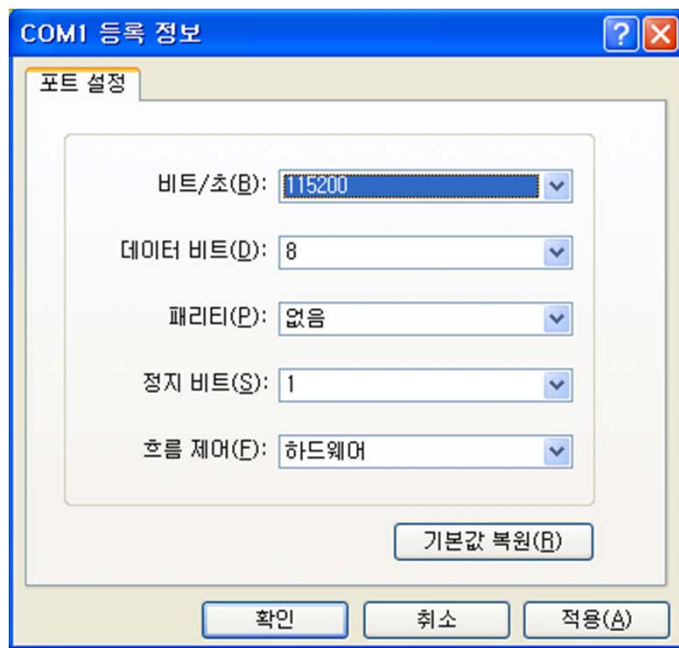 COM1 등록 정보
포트 설정
비트/초(B): 115200
데이터 비트(D): 8
패리티(P): 없음
정지 비트(S): 1
흐름 제어(F): 하드웨어
기본값 복원(R)
확인 취소 적용(A)